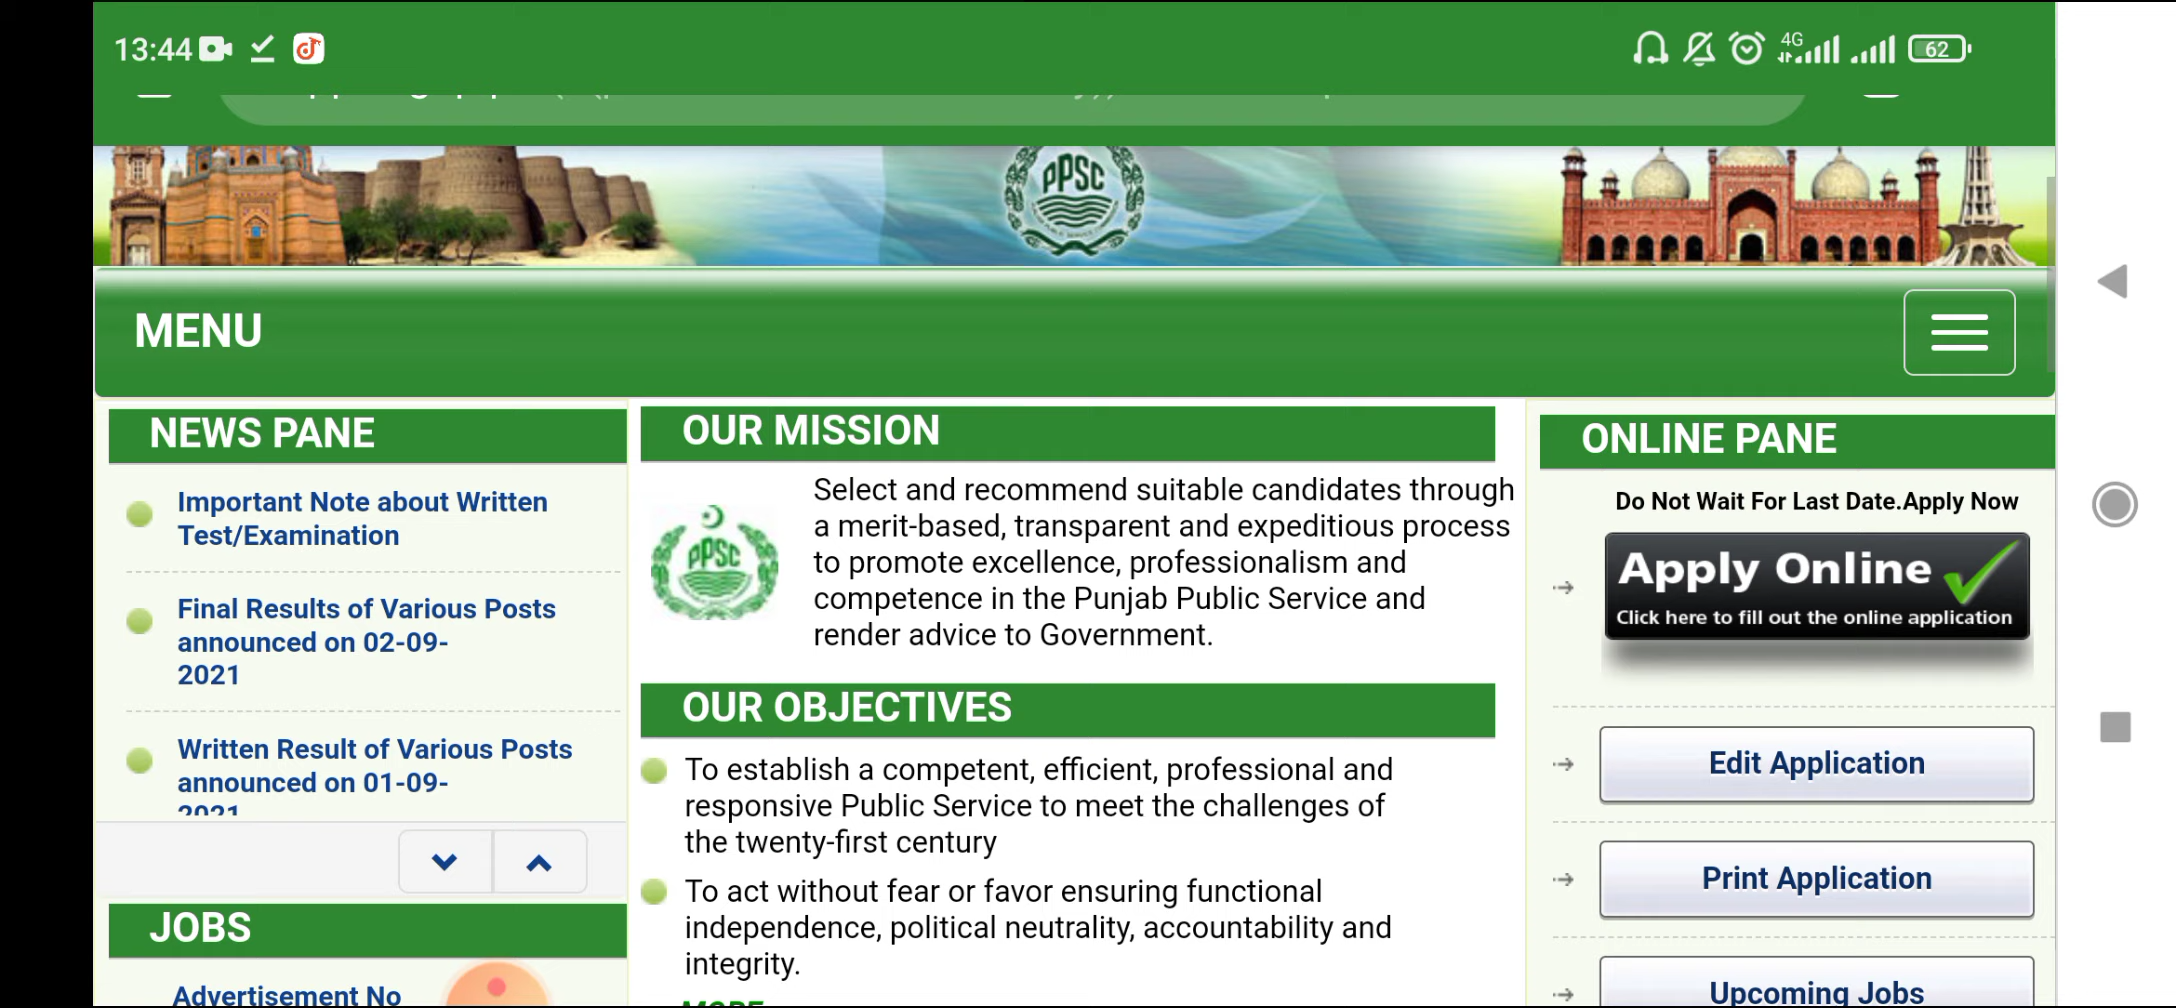 13:44
4G
62
PPSC
MENU
NEWS PANE
Important Note about Written
Test/Examination
Final Results of Various Posts
announced on 02-09-
2021
Written Result of Various Posts
announced on 01-09-
2021
JOBS
Advertisement No
OUR MISSION
PPSC
Select and recommend suitable candidates through
a merit-based, transparent and expeditious process
to promote excellence, professionalism and
competence in the Punjab Public Service and
render advice to Government.
OUR OBJECTIVES
To establish a competent, efficient, professional and
responsive Public Service to meet the challenges of
the twenty-first century
To act without fear or favor ensuring functional
independence, political neutrality, accountability and
integrity.
MORE
ONLINE PANE
Do Not Wait For Last Date.Apply Now
Apply Online
Click here to fill out the online application
Edit Application
Print Application
Upcoming Jobs